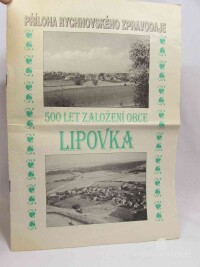 PŘÍLOHA RYCHNOVSKÉHO ZPRAVODAJE
500 LET ZALOŽENÍ OBCE
LIPOVKA